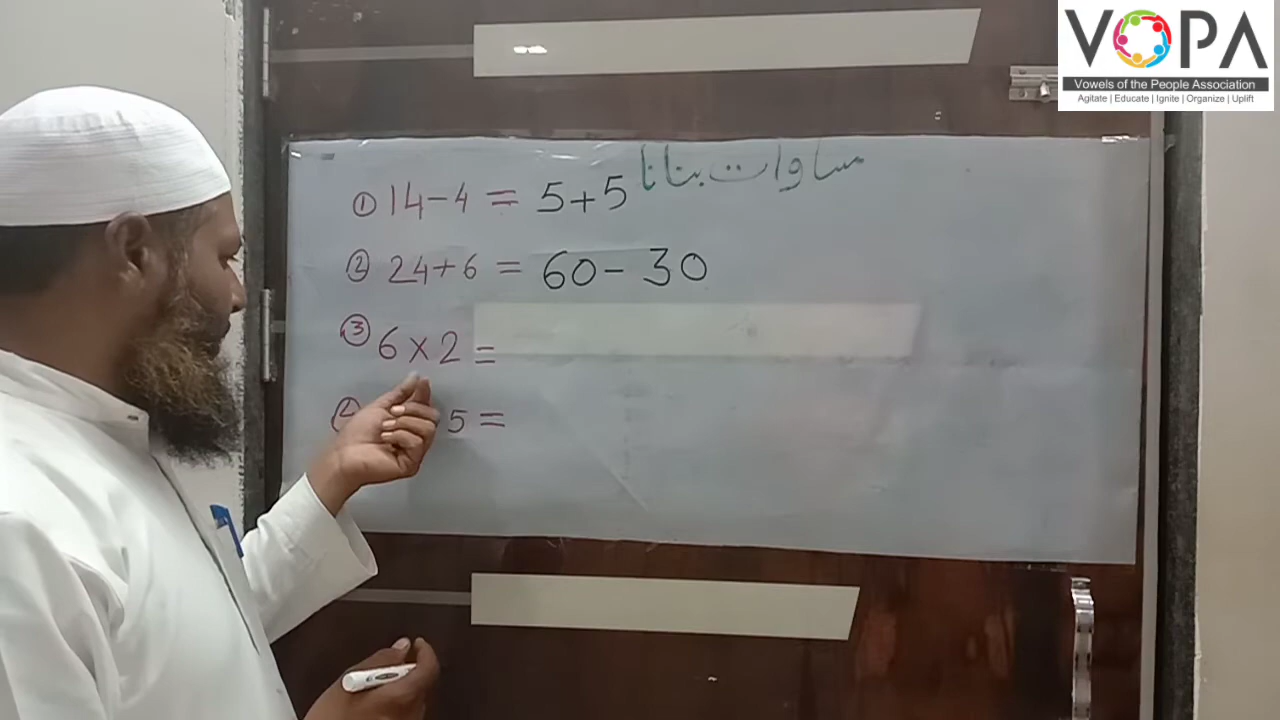 VOPA
Vowels of the People Association
Agitate | Educate | Ignite | Organize | Uplift
مساوات بنانا
① 14-4 = 5+5
② 24+6 = 60-30
③ 6×2 =
5 =